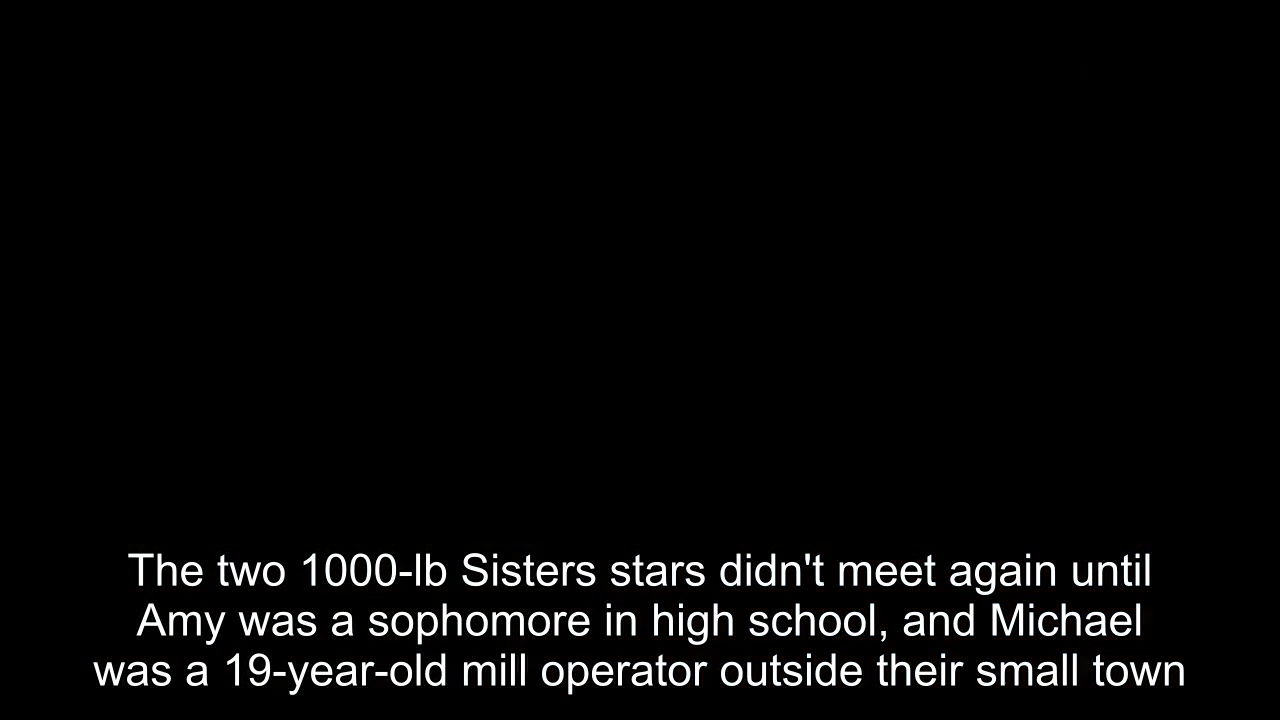 The two 1000-lb Sisters stars didn't meet again until
Amy was a sophomore in high school, and Michael
was a 19-year-old mill operator outside their small town